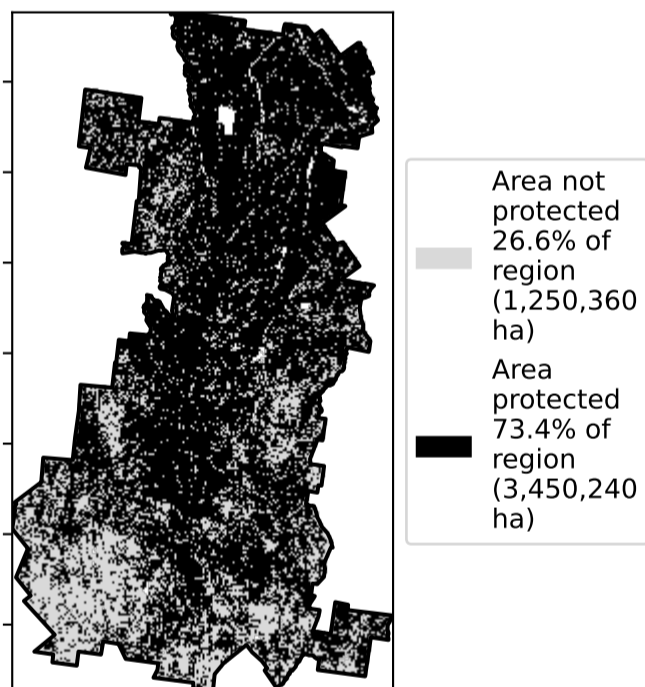 Area not
protected
26.6% of
region
(1,250,360
ha)
Area
protected
73.4% of
region
(3,450,240
ha)